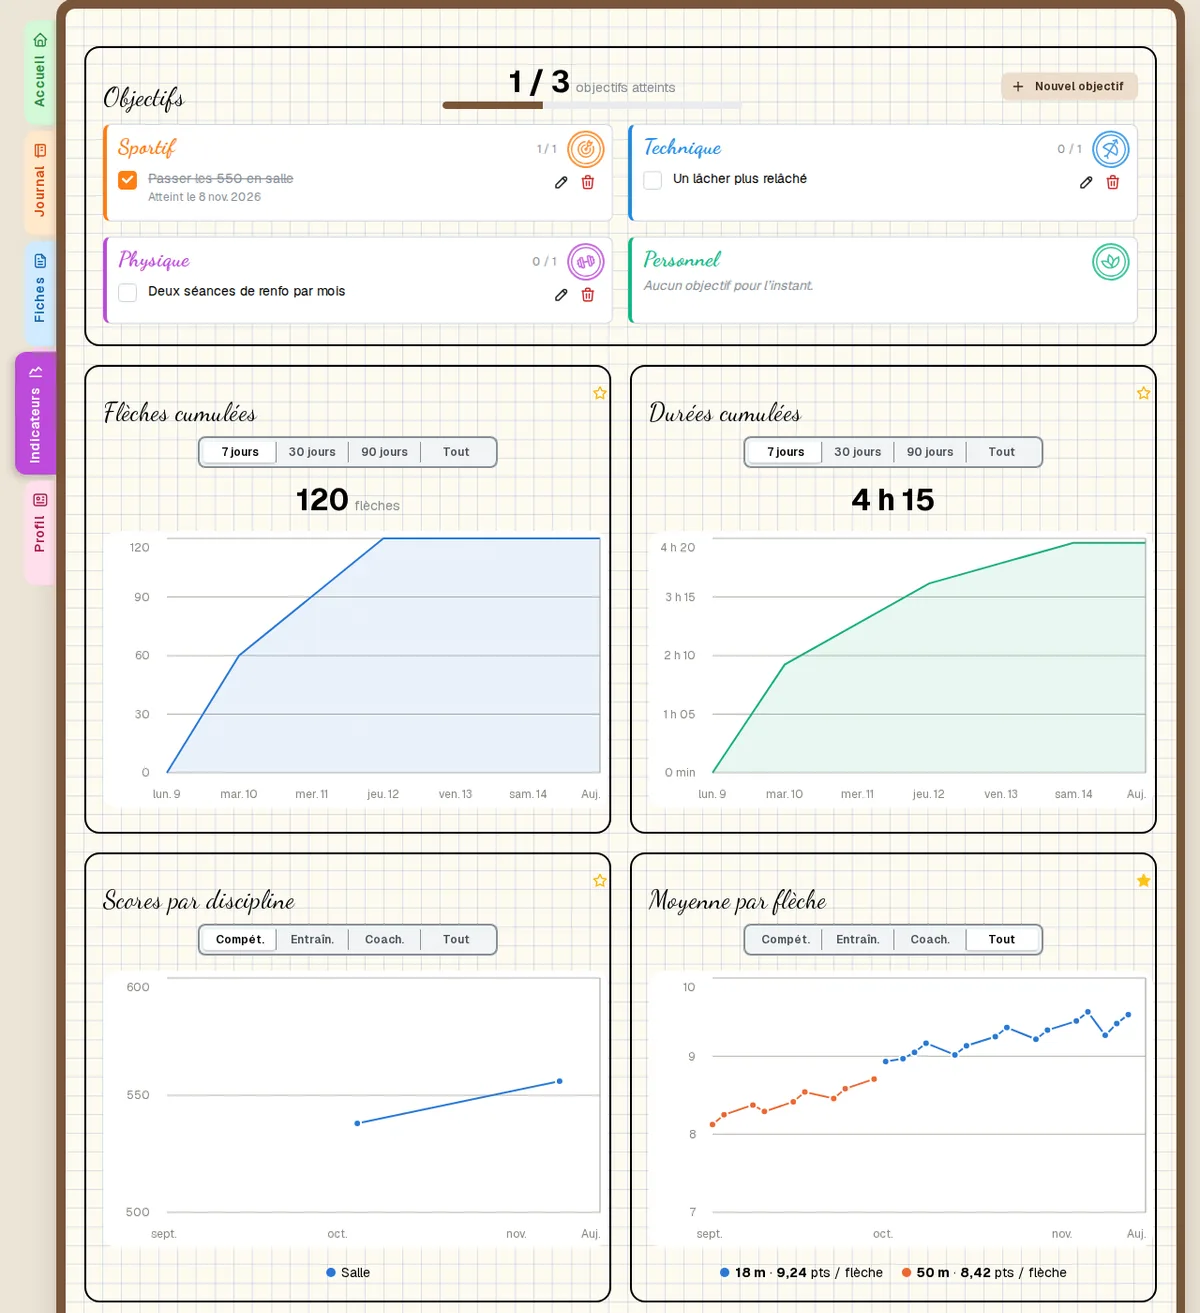 Accueil
Journal
Fiches
Indicateurs
Profil
Objectifs
1 / 3 objectifs atteints
+ Nouvel objectif
Sportif
1 / 1
Passer les 550 en salle
Atteint le 8 nov. 2026
Technique
0 / 1
Un lâcher plus relâché
Physique
0 / 1
Deux séances de renfo par mois
Personnel
Aucun objectif pour l'instant.
Flèches cumulées
7 jours 30 jours 90 jours Tout
120 flèches
120
90
60
30
0
lun. 9 mar. 10 mer. 11 jeu. 12 ven. 13 sam. 14 Auj.
Durées cumulées
7 jours 30 jours 90 jours Tout
4 h 15
4 h 20
3 h 15
2 h 10
1 h 05
0 min
lun. 9 mar. 10 mer. 11 jeu. 12 ven. 13 sam. 14 Auj.
Scores par discipline
Compét. Entraîn. Coach. Tout
600
550
500
sept. oct. nov. Auj.
Salle
Moyenne par flèche
Compét. Entraîn. Coach. Tout
10
9
8
7
sept. oct. nov. Auj.
18 m · 9,24 pts / flèche 50 m · 8,42 pts / flèche